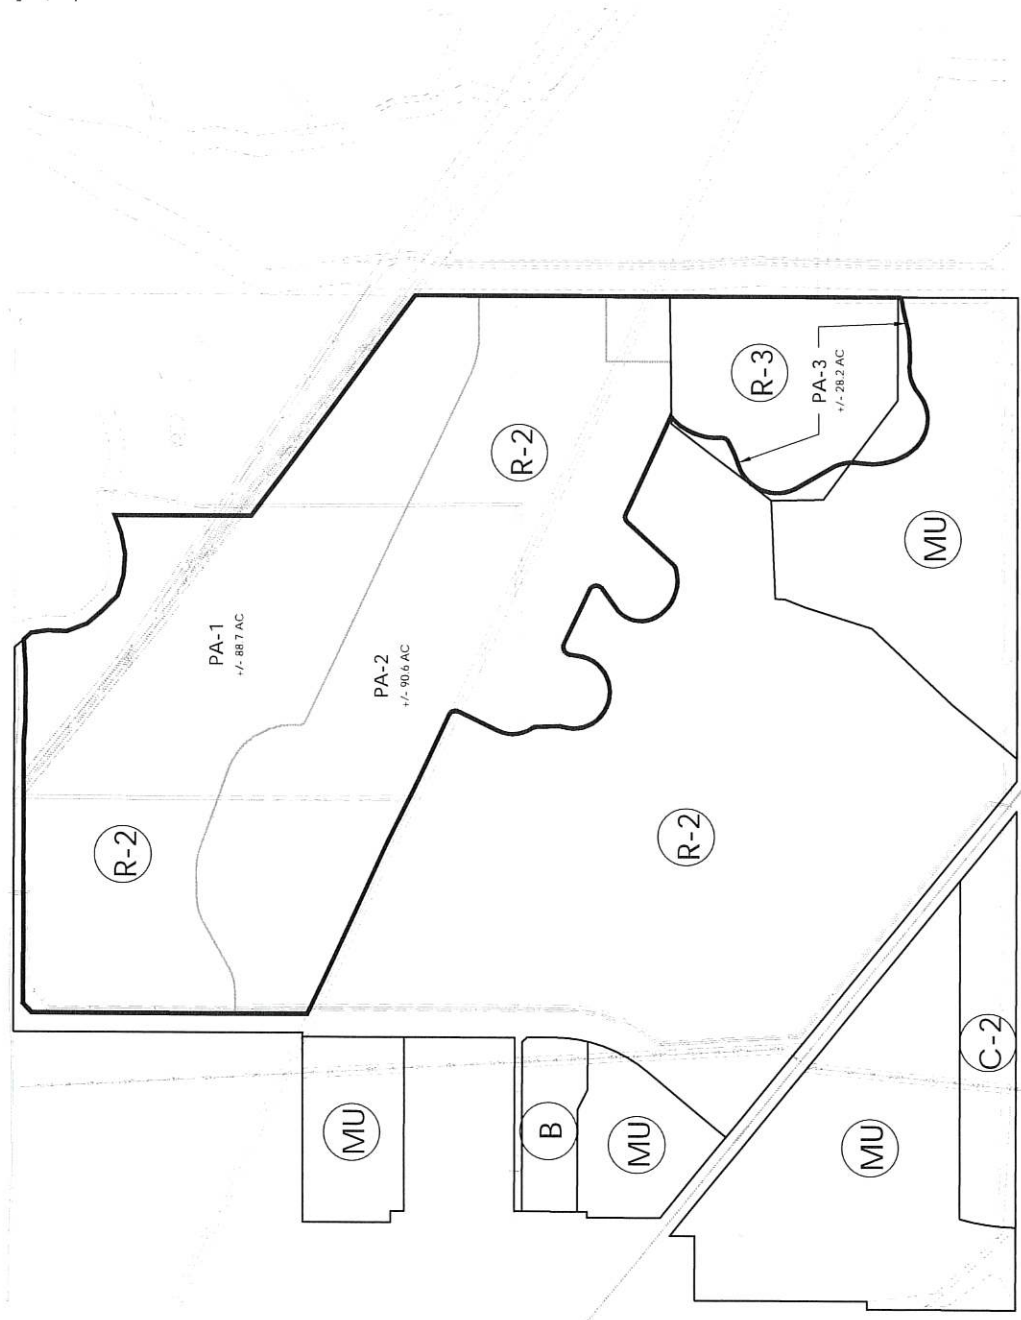 PA-1
+/- 88.7 AC
PA-2
+/- 90.6 AC
R-2
R-2
R-3
PA-3
+/- 28.2 AC
MU
R-2
MU
B
MU
MU
C-2